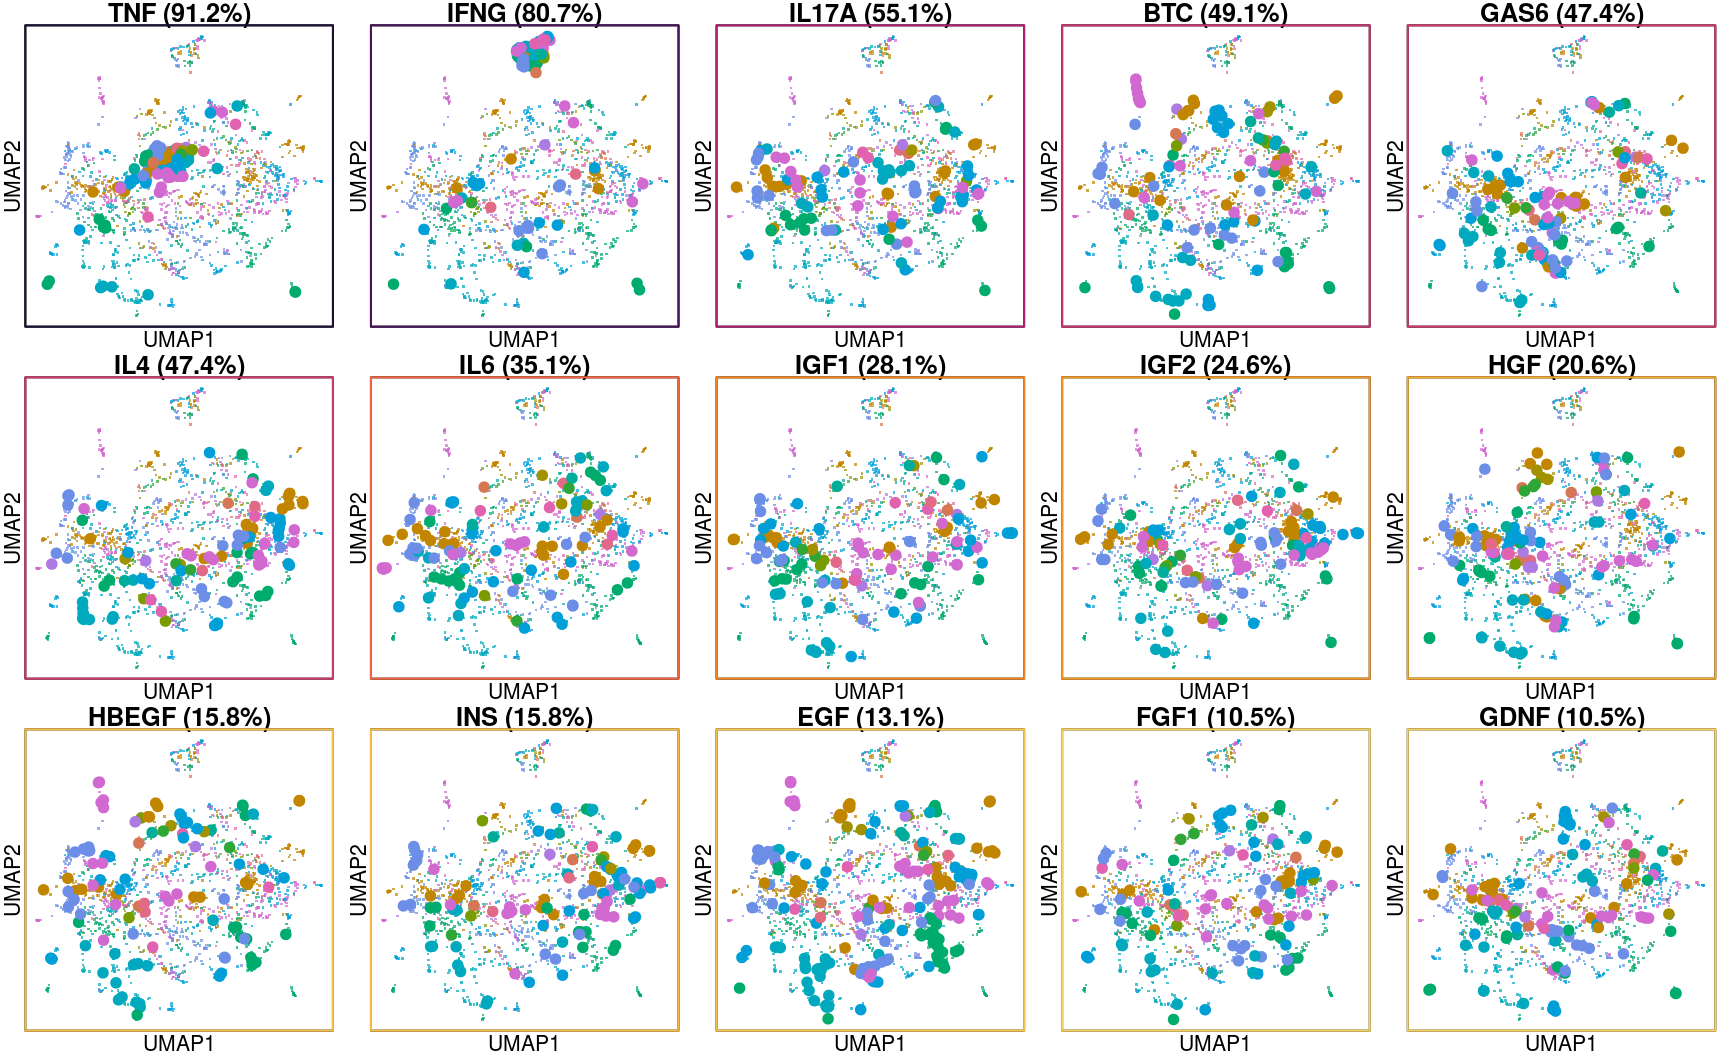 TNF (91.2%)
IFNG (80.7%)
IL17A (55.1%)
BTC (49.1%)
GAS6 (47.4%)
UMAP2
UMAP2
UMAP2
UMAP2
UMAP2
UMAP1
UMAP1
UMAP1
UMAP1
UMAP1
IL4 (47.4%)
IL6 (35.1%)
IGF1 (28.1%)
IGF2 (24.6%)
HGF (20.6%)
UMAP2
UMAP2
UMAP2
UMAP2
UMAP2
UMAP1
UMAP1
UMAP1
UMAP1
UMAP1
HBEGF (15.8%)
INS (15.8%)
EGF (13.1%)
FGF1 (10.5%)
GDNF (10.5%)
UMAP2
UMAP2
UMAP2
UMAP2
UMAP2
UMAP1
UMAP1
UMAP1
UMAP1
UMAP1